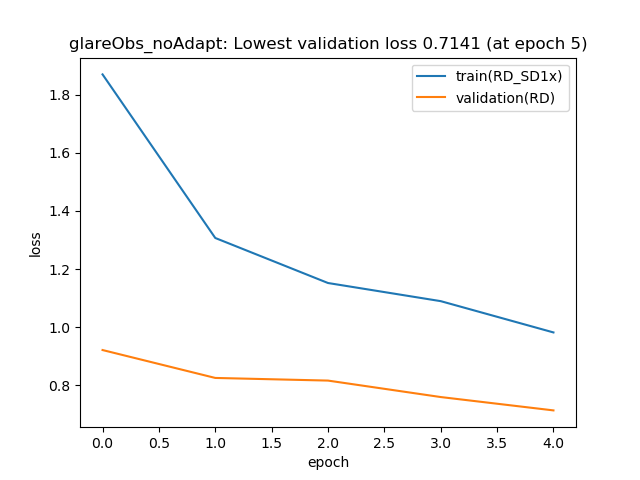 glareObs_noAdapt: Lowest validation loss 0.7141 (at epoch 5)
train(RD_SD1x)
validation(RD)
loss
1.8
1.6
1.4
1.2
1.0
0.8
0.0 0.5 1.0 1.5 2.0 2.5 3.0 3.5 4.0
epoch